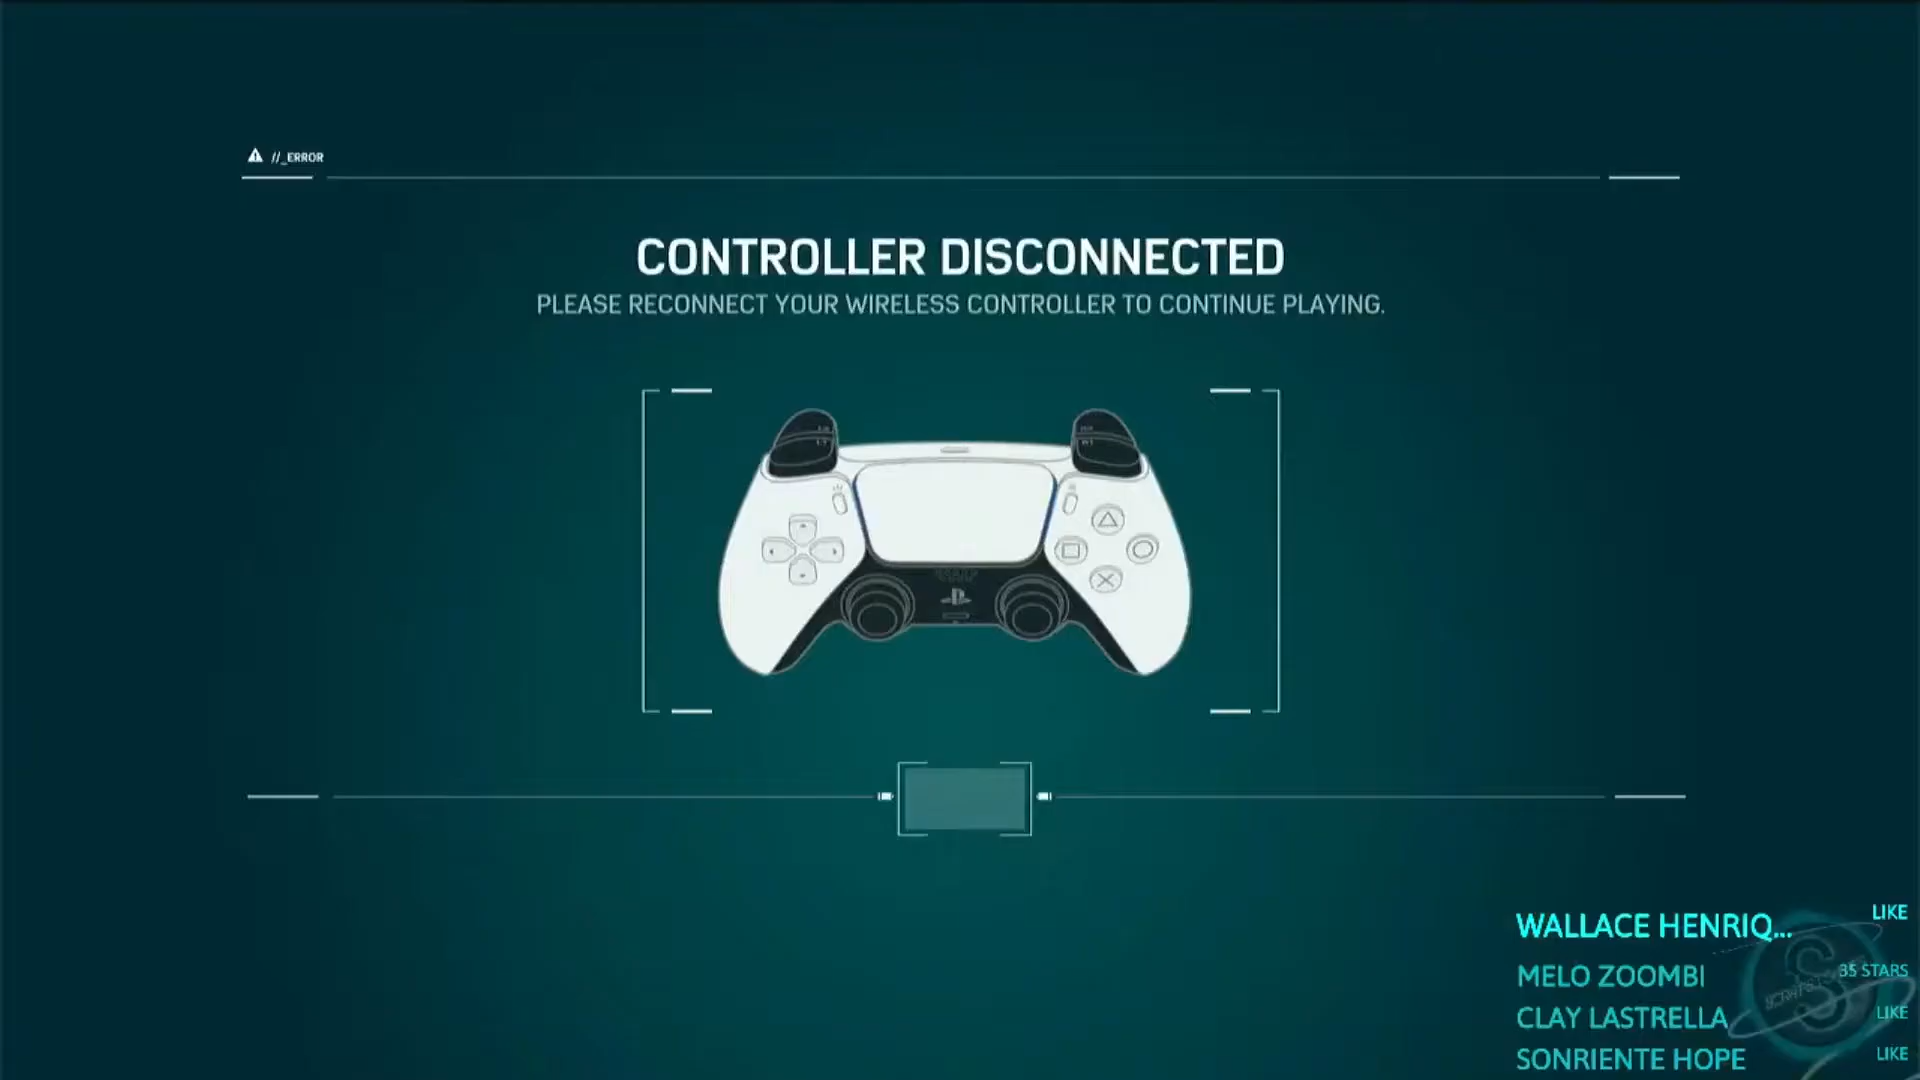 //_ERROR
CONTROLLER DISCONNECTED
PLEASE RECONNECT YOUR WIRELESS CONTROLLER TO CONTINUE PLAYING.
WALLACE HENRIQ... LIKE
MELO ZOOMBI 35 STARS
CLAY LASTRELLA LIKE
SONRIENTE HOPE LIKE